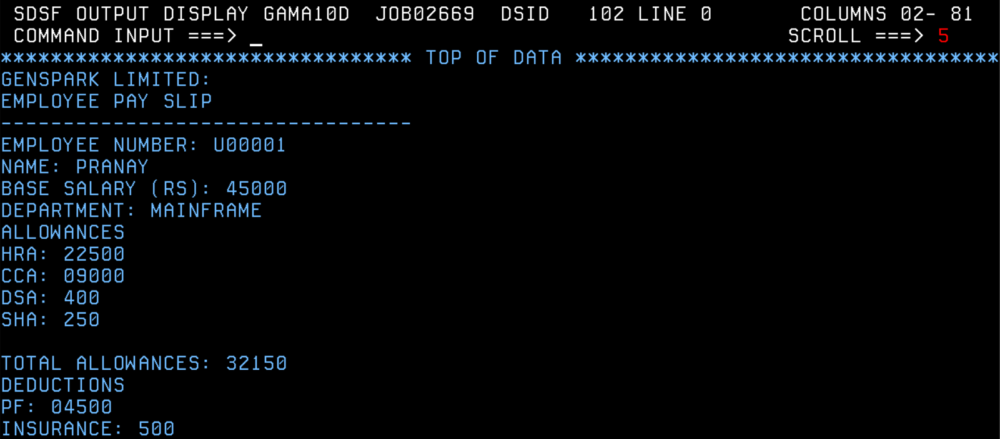 SDSF OUTPUT DISPLAY GAMA10D JOB02669 DSID 102 LINE 0 COLUMNS 02- 81
COMMAND INPUT ===> _ SCROLL ===> 5
********************************* TOP OF DATA **********************************
GENSPARK LIMITED:
EMPLOYEE PAY SLIP
---------------------------------
EMPLOYEE NUMBER: U00001
NAME: PRANAY
BASE SALARY (RS): 45000
DEPARTMENT: MAINFRAME
ALLOWANCES
HRA: 22500
CCA: 09000
DSA: 400
SHA: 250
TOTAL ALLOWANCES: 32150
DEDUCTIONS
PF: 04500
INSURANCE: 500